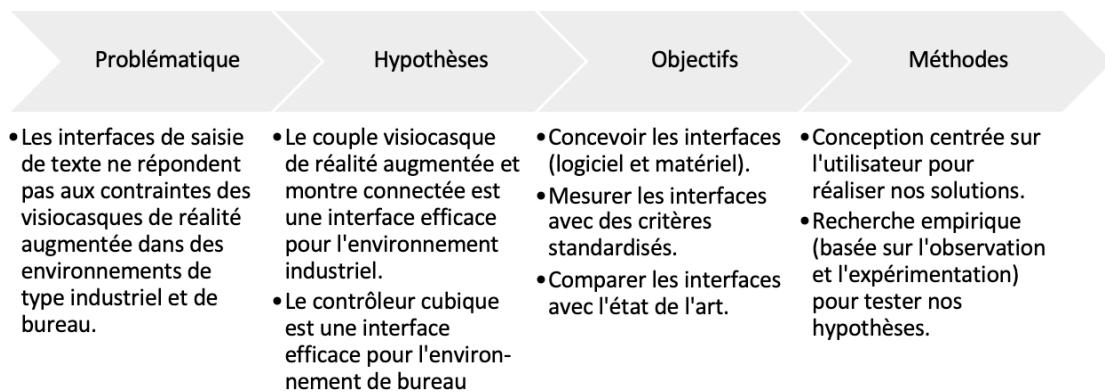 Problématique
Hypothèses
Objectifs
Méthodes
•Les interfaces de saisie
de texte ne répondent
pas aux contraintes des
visiocasques de réalité
augmentée dans des
environnements de
type industriel et de
bureau.
•Le couple visiocasque
de réalité augmentée et
montre connectée est
une interface efficace
pour l'environnement
industriel.
•Le contrôleur cubique
est une interface
efficace pour l'environ-
nement de bureau
•Concevoir les interfaces
(logiciel et matériel).
•Mesurer les interfaces
avec des critères
standardisés.
•Comparer les interfaces
avec l'état de l'art.
•Conception centrée sur
l'utilisateur pour
réaliser nos solutions.
•Recherche empirique
(basée sur l'observation
et l'expérimentation)
pour tester nos
hypothèses.